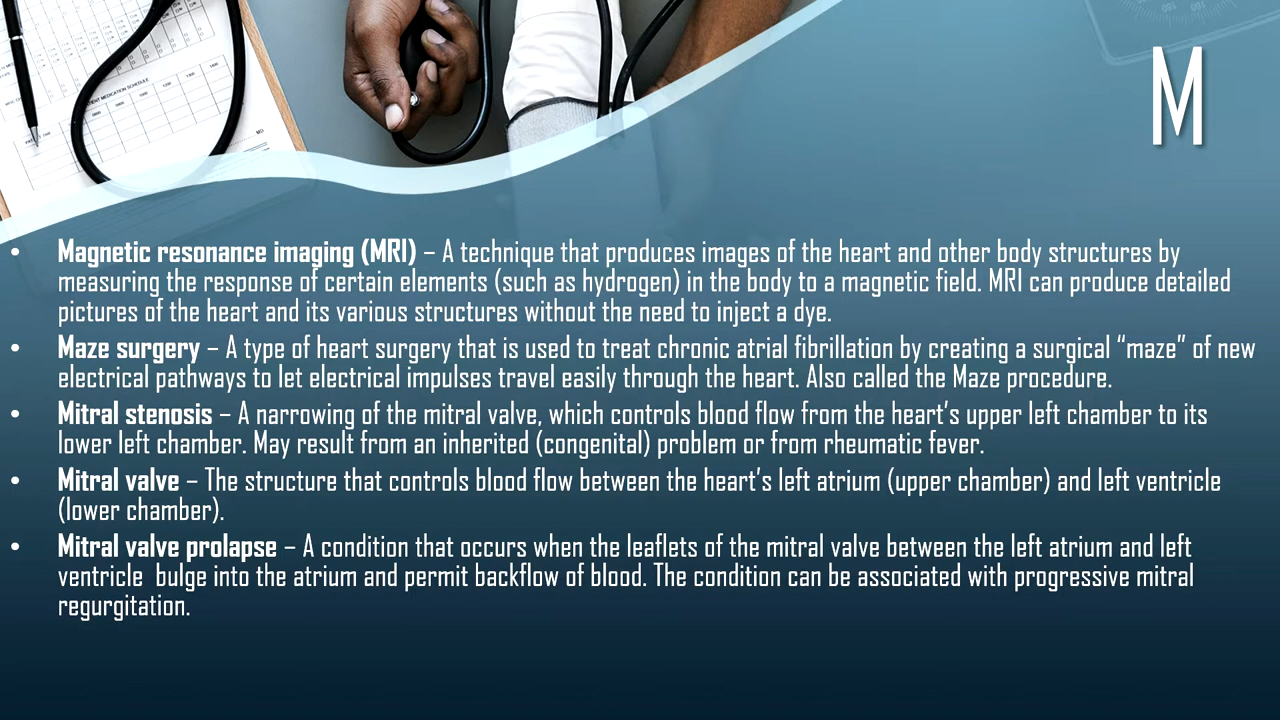 M
• Magnetic resonance imaging (MRI) – A technique that produces images of the heart and other body structures by
measuring the response of certain elements (such as hydrogen) in the body to a magnetic field. MRI can produce detailed
pictures of the heart and its various structures without the need to inject a dye.
• Maze surgery – A type of heart surgery that is used to treat chronic atrial fibrillation by creating a surgical “maze” of new
electrical pathways to let electrical impulses travel easily through the heart. Also called the Maze procedure.
• Mitral stenosis – A narrowing of the mitral valve, which controls blood flow from the heart’s upper left chamber to its
lower left chamber. May result from an inherited (congenital) problem or from rheumatic fever.
• Mitral valve – The structure that controls blood flow between the heart’s left atrium (upper chamber) and left ventricle
(lower chamber).
• Mitral valve prolapse – A condition that occurs when the leaflets of the mitral valve between the left atrium and left
ventricle  bulge into the atrium and permit backflow of blood. The condition can be associated with progressive mitral
regurgitation.